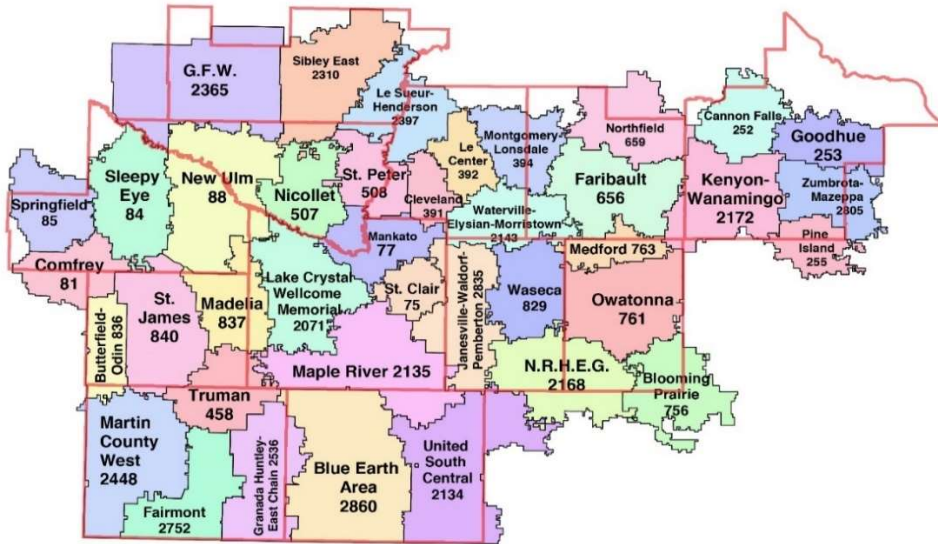 G.F.W.
2365
Sibley East
2310
Le Sueur-
Henderson
2397
Sleepy
Eye
84
New Ulm
88
Nicollet
507
St. Peter
508
Le
Center
392
Cleveland
391
Montgomery-
Lonsdale
394
Northfield
659
Cannon Falls
252
Goodhue
253
Springfield
85
Faribault
656
Kenyon-
Wanamingo
2172
Zumbrota-
Mazeppa
2805
Waterville-
Elysian-Morristown
2143
Pine
Island
255
Comfrey
81
Mankato
77
Medford 763
Lake Crystal
Wellcome
Memorial
2071
St. Clair
75
Janesville-Waldorf-
Pemberton 2835
Waseca
829
Owatonna
761
Butterfield-
Odin 836
St.
James
840
Madelia
837
Maple River 2135
N.R.H.E.G.
2168
Blooming
Prairie
756
Truman
458
Martin
County
West
2448
Fairmont
2752
Granada Huntley-
East Chain 2536
Blue Earth
Area
2860
United
South
Central
2134